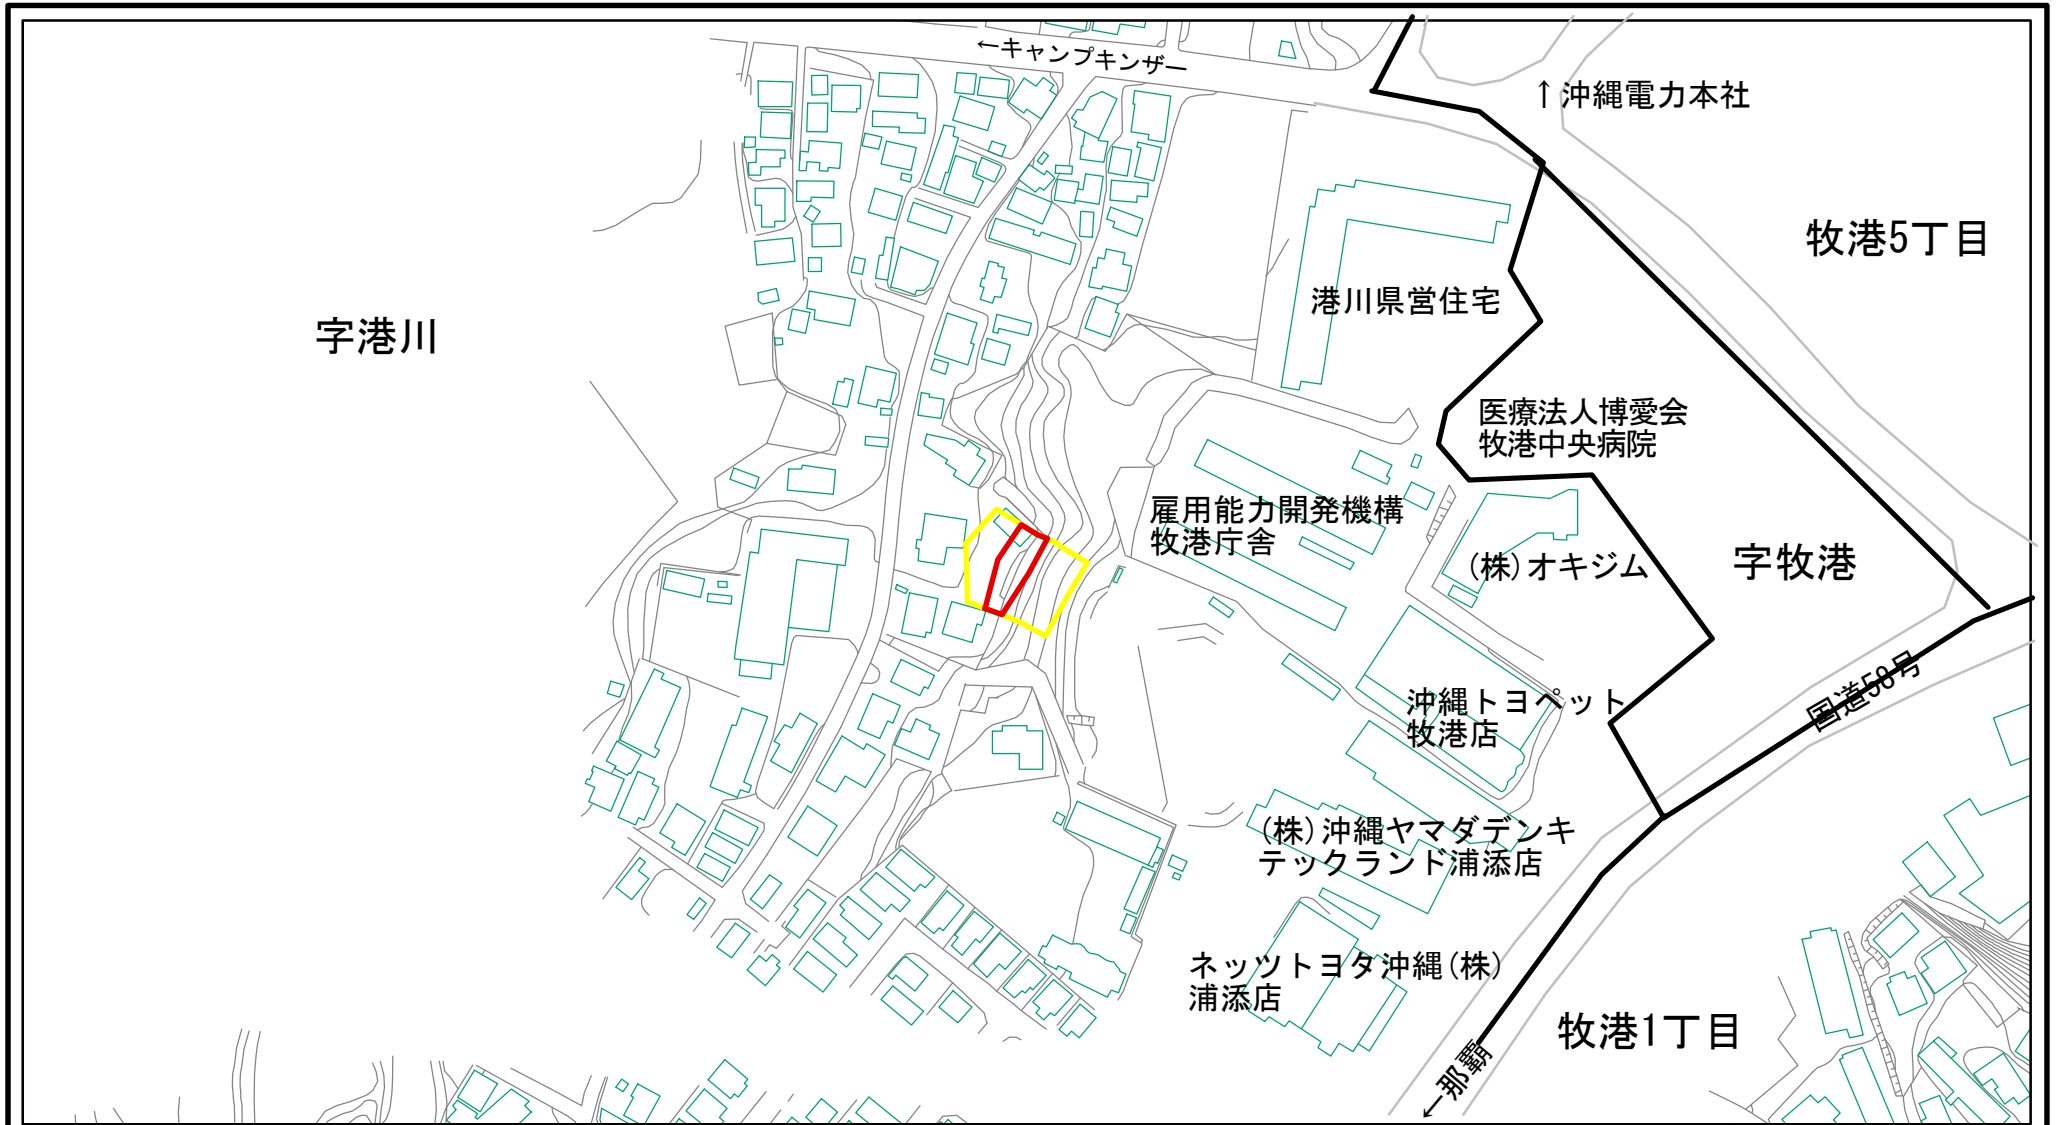 ←キャンプキンザー
↑沖縄電力本社
牧港5丁目
港川県営住宅
字港川
医療法人博愛会
牧港中央病院
雇用能力開発機構
牧港庁舎
(株)オキジム
字牧港
国道58号
沖縄トヨペット
牧港店
(株)沖縄ヤマダデンキ
テックランド浦添店
ネッツトヨタ沖縄(株)
浦添店
牧港1丁目
←那覇